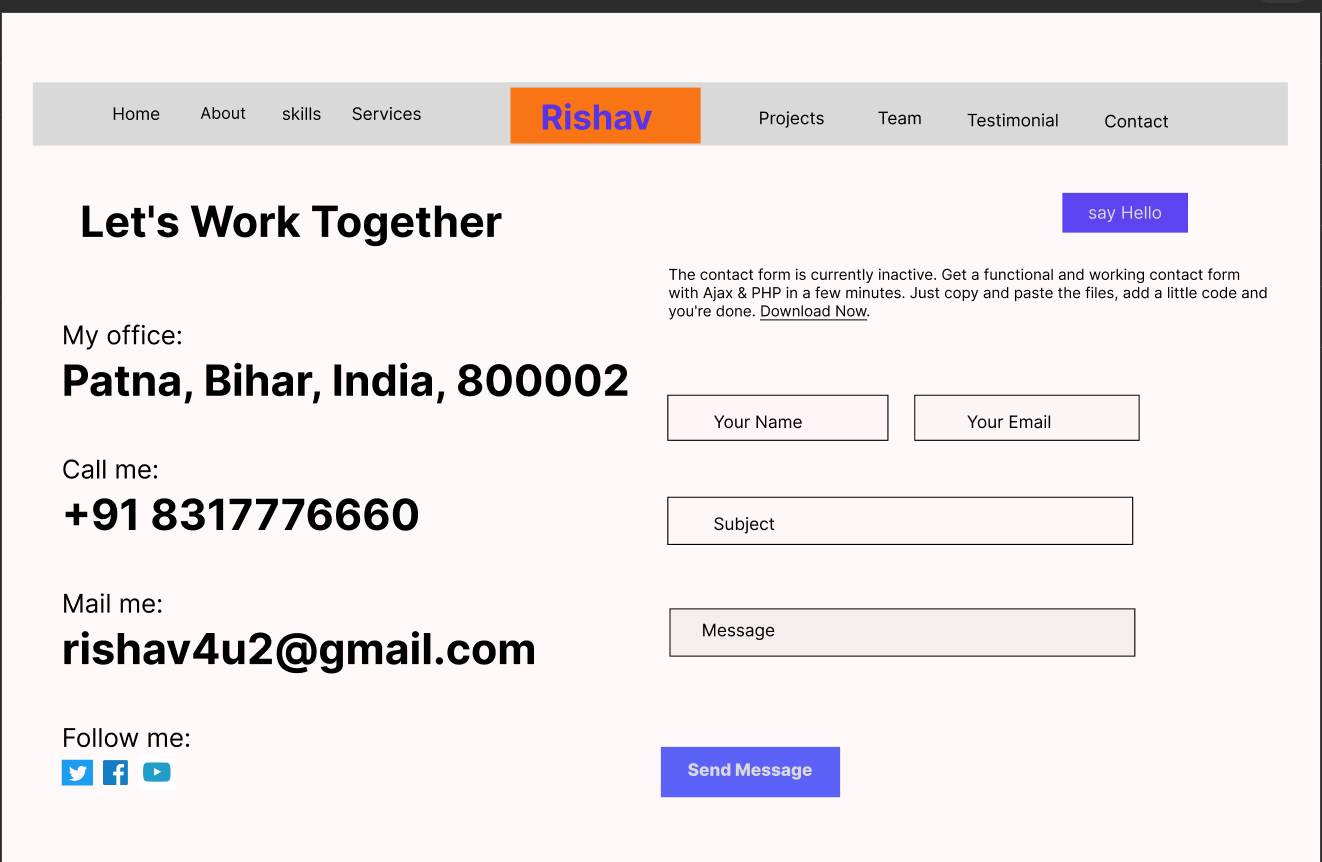 Home About skills Services Rishav Projects Team Testimonial Contact
Let's Work Together
My office:
Patna, Bihar, India, 800002
Call me:
+91 8317776660
Mail me:
rishav4u2@gmail.com
Follow me:
say Hello
The contact form is currently inactive. Get a functional and working contact form
with Ajax & PHP in a few minutes. Just copy and paste the files, add a little code and
you're done. Download Now.
Your Name Your Email
Subject
Message
Send Message